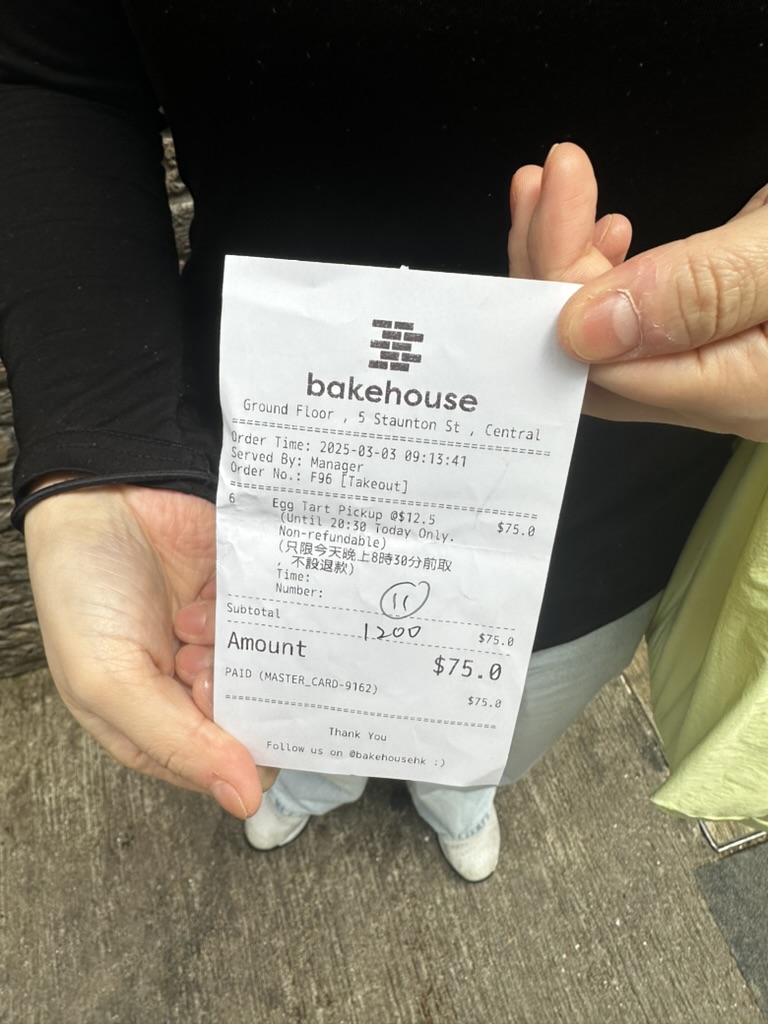 bakehouse
Ground Floor , 5 Staunton St , Central
Order Time: 2025-03-03 09:13:41
Served By: Manager
Order No.: F96 [Takeout]
6 Egg Tart Pickup @$12.5 $75.0
(Until 20:30 Today Only.
Non-refundable)
(只限今天晚上8時30分前取
, 不設退款)
Time:
Number: 11
Subtotal 1200 $75.0
Amount $75.0
PAID (MASTER_CARD-9162) $75.0
Thank You
Follow us on @bakehousehk :)